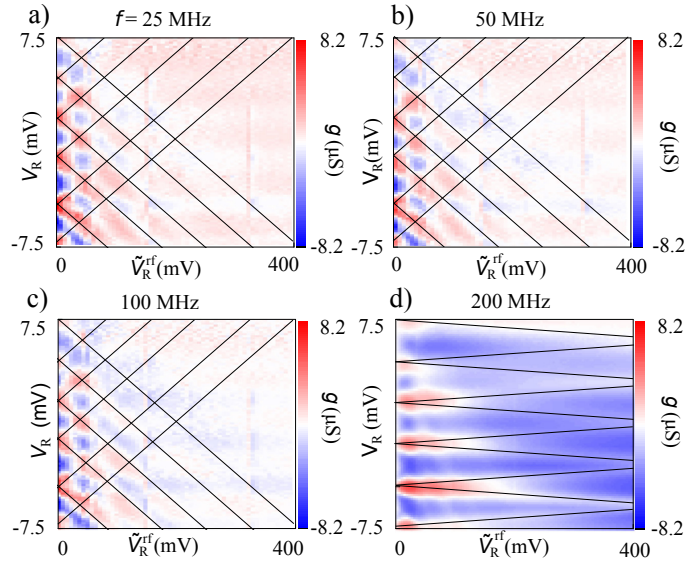 a) f = 25 MHz
7.5
V_R (mV)
-7.5
0 Ṽ_R^rf (mV) 400
8.2
g (μS)
-8.2
b) 50 MHz
7.5
V_R (mV)
-7.5
0 Ṽ_R^rf (mV) 400
8.2
g (μS)
-8.2
c) 100 MHz
7.5
V_R (mV)
-7.5
0 Ṽ_R^rf (mV) 400
8.2
g (μS)
-8.2
d) 200 MHz
7.5
V_R (mV)
-7.5
0 Ṽ_R^rf (mV) 400
8.2
g (μS)
-8.2